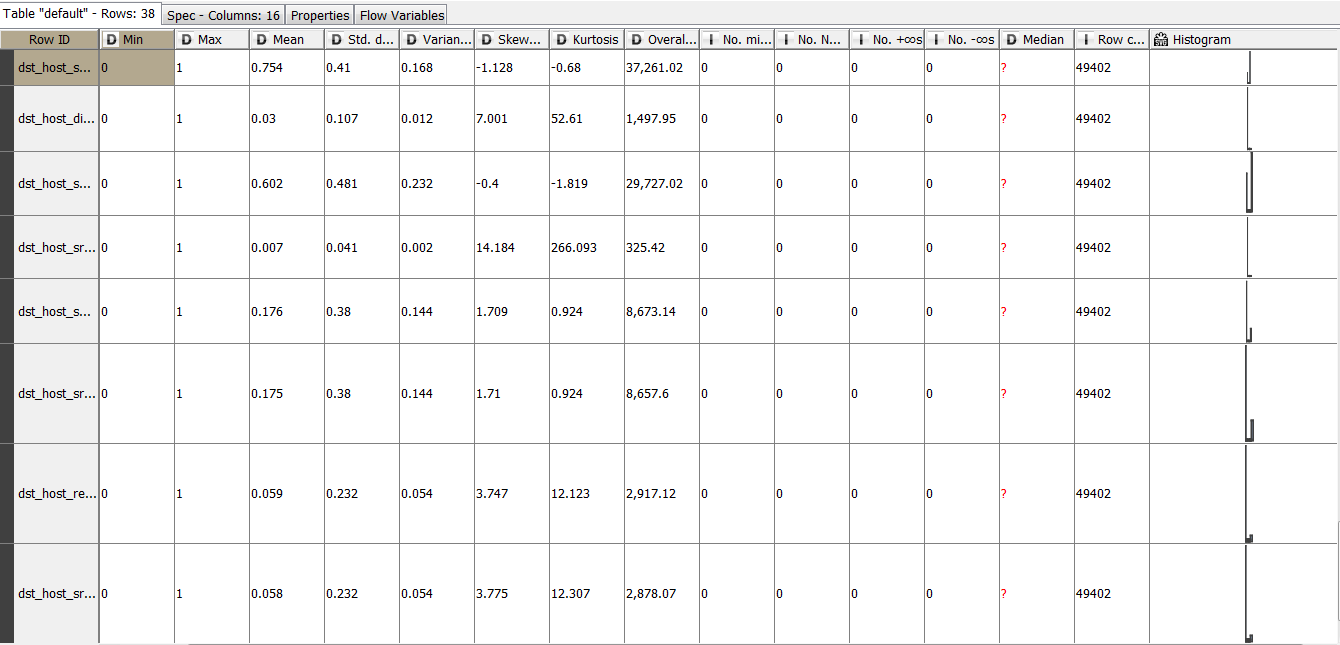 Table "default" - Rows: 38 Spec - Columns: 16 Properties Flow Variables
Row ID D Min D Max D Mean D Std. d... D Varian... D Skew... D Kurtosis D Overal... I No. mi... I No. N... I No. +∞s I No. -∞s D Median I Row c... Histogram
dst_host_s... 0 1 0.754 0.41 0.168 -1.128 -0.68 37,261.02 0 0 0 0 ? 49402
dst_host_di... 0 1 0.03 0.107 0.012 7.001 52.61 1,497.95 0 0 0 0 ? 49402
dst_host_s... 0 1 0.602 0.481 0.232 -0.4 -1.819 29,727.02 0 0 0 0 ? 49402
dst_host_sr... 0 1 0.007 0.041 0.002 14.184 266.093 325.42 0 0 0 0 ? 49402
dst_host_s... 0 1 0.176 0.38 0.144 1.709 0.924 8,673.14 0 0 0 0 ? 49402
dst_host_sr... 0 1 0.175 0.38 0.144 1.71 0.924 8,657.6 0 0 0 0 ? 49402
dst_host_re... 0 1 0.059 0.232 0.054 3.747 12.123 2,917.12 0 0 0 0 ? 49402
dst_host_sr... 0 1 0.058 0.232 0.054 3.775 12.307 2,878.07 0 0 0 0 ? 49402